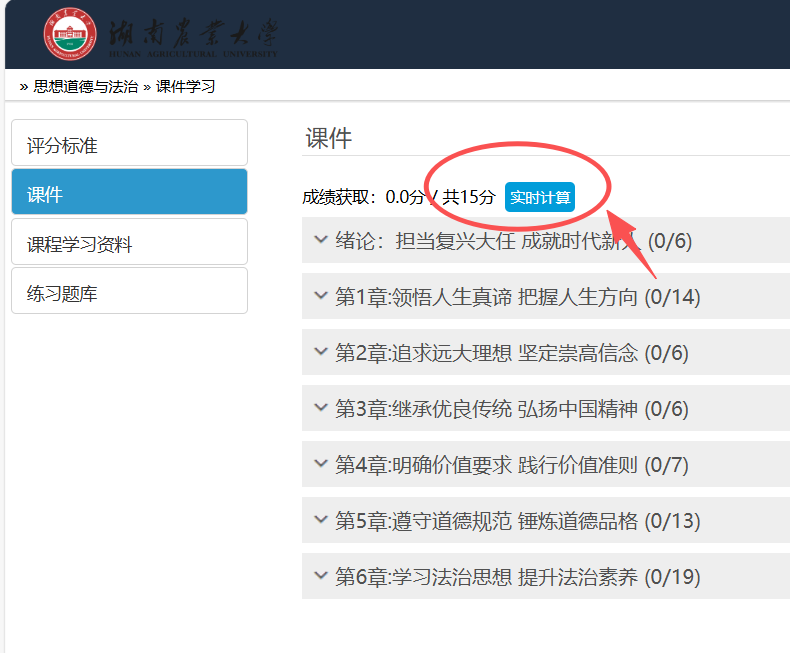 湖南农业大学
HUNAN AGRICULTURAL UNIVERSITY
» 思想道德与法治 » 课件学习
评分标准
课件
课程学习资料
练习题库
课件
成绩获取：0.0分 / 共15分 实时计算
绪论：担当复兴大任 成就时代新人 (0/6)
第1章:领悟人生真谛 把握人生方向 (0/14)
第2章:追求远大理想 坚定崇高信念 (0/6)
第3章:继承优良传统 弘扬中国精神 (0/6)
第4章:明确价值要求 践行价值准则 (0/7)
第5章:遵守道德规范 锤炼道德品格 (0/13)
第6章:学习法治思想 提升法治素养 (0/19)